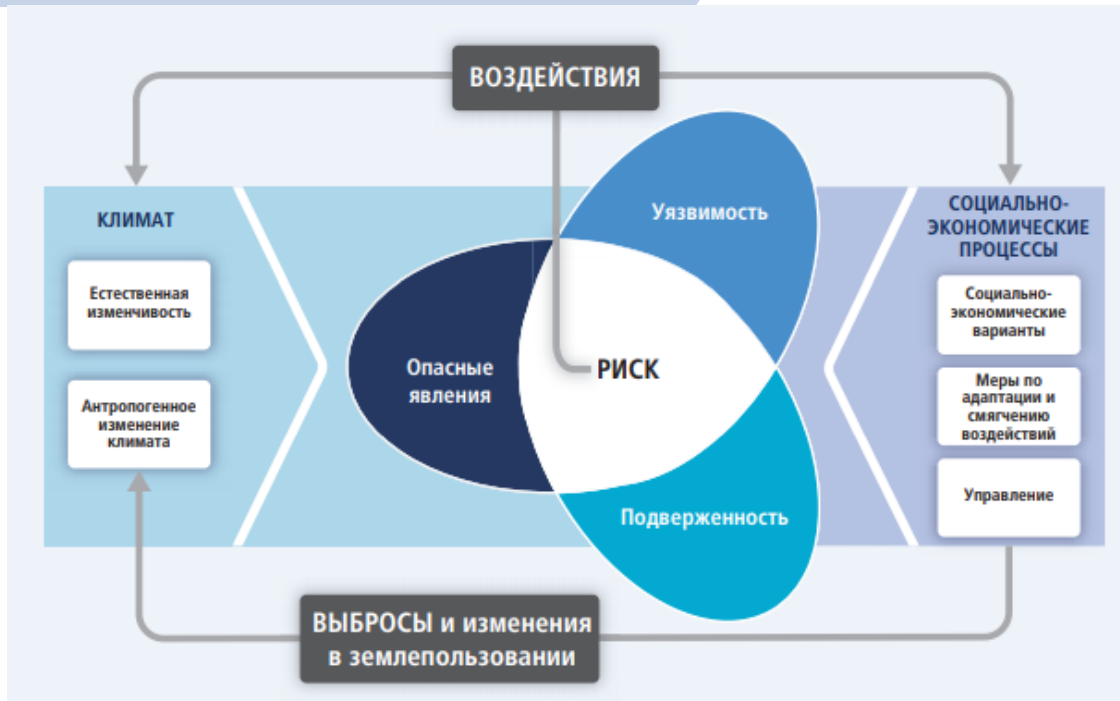 ВОЗДЕЙСТВИЯ
КЛИМАТ
Естественная
изменчивость
Антропогенное
изменение
климата
Опасные
явления
Уязвимость
РИСК
Подверженность
СОЦИАЛЬНО-
ЭКОНОМИЧЕСКИЕ
ПРОЦЕССЫ
Социально-
экономические
варианты
Меры по
адаптации и
смягчению
воздействий
Управление
ВЫБРОСЫ и изменения
в землепользовании